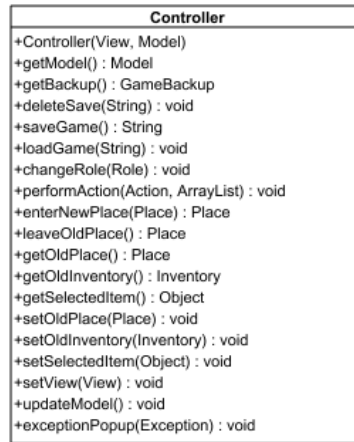 Controller
+Controller(View, Model)
+getModel() : Model
+getBackup() : GameBackup
+deleteSave(String) : void
+saveGame() : String
+loadGame(String) : void
+changeRole(Role) : void
+performAction(Action, ArrayList) : void
+enterNewPlace(Place) : Place
+leaveOldPlace() : Place
+getOldPlace() : Place
+getOldInventory() : Inventory
+getSelectedItem() : Object
+setOldPlace(Place) : void
+setOldInventory(Inventory) : void
+setSelectedItem(Object) : void
+setView(View) : void
+updateModel() : void
+exceptionPopup(Exception) : void